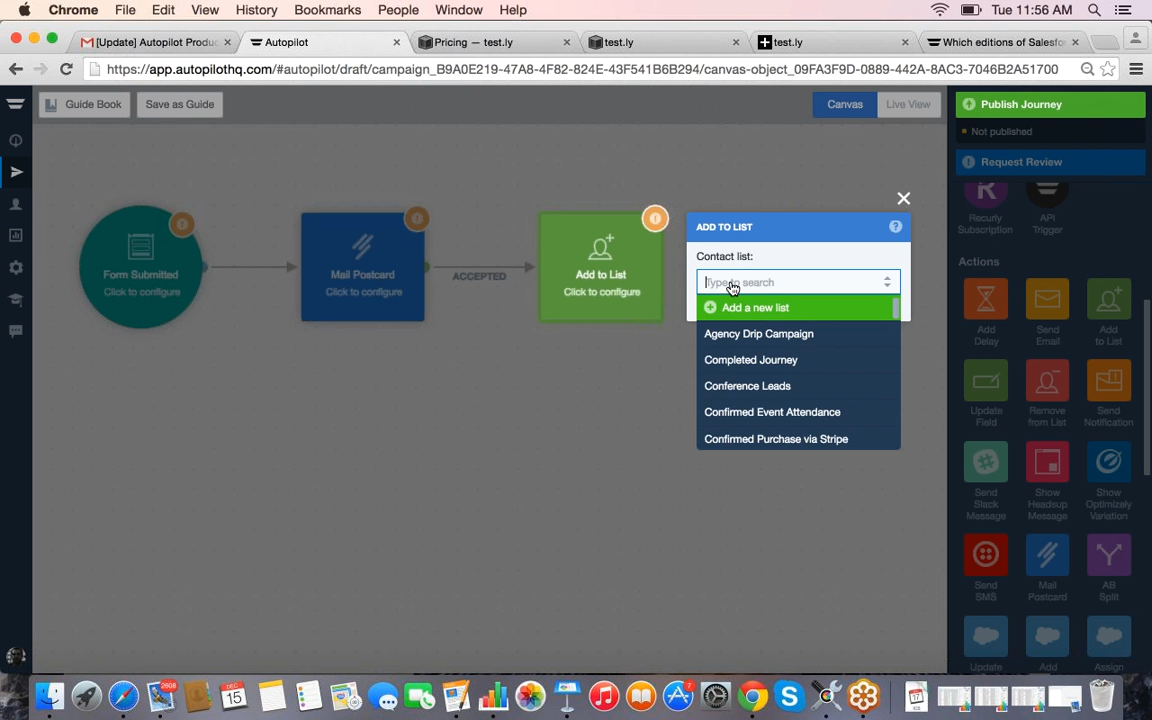 Chrome File Edit View History Bookmarks People Window Help Tue 11:56 AM
[Update] Autopilot Produc Autopilot Pricing — test.ly test.ly test.ly Which editions of Salesfo
https://app.autopilothq.com/#autopilot/draft/campaign_B9A0E219-47A8-4F82-824E-43F541B6B294/canvas-object_09FA3F9D-0889-442A-8AC3-7046B2A51700
Guide Book Save as Guide Canvas Live View Publish Journey
Not published
Request Review
Recurly
Subscription
API
Trigger
Actions
Add
Delay
Send
Email
Add
to List
Update
Field
Remove
from List
Send
Notification
Send
Slack
Message
Show
Headsup
Message
Show
Optimizely
Variation
Send
SMS
Mail
Postcard
AB
Split
Update
Add
Assign
Form Submitted
Click to configure
Mail Postcard
Click to configure
ACCEPTED
Add to List
Click to configure
ADD TO LIST
Contact list:
Type to search
Add a new list
Agency Drip Campaign
Completed Journey
Conference Leads
Confirmed Event Attendance
Confirmed Purchase via Stripe
2608
DEC
15
7
17